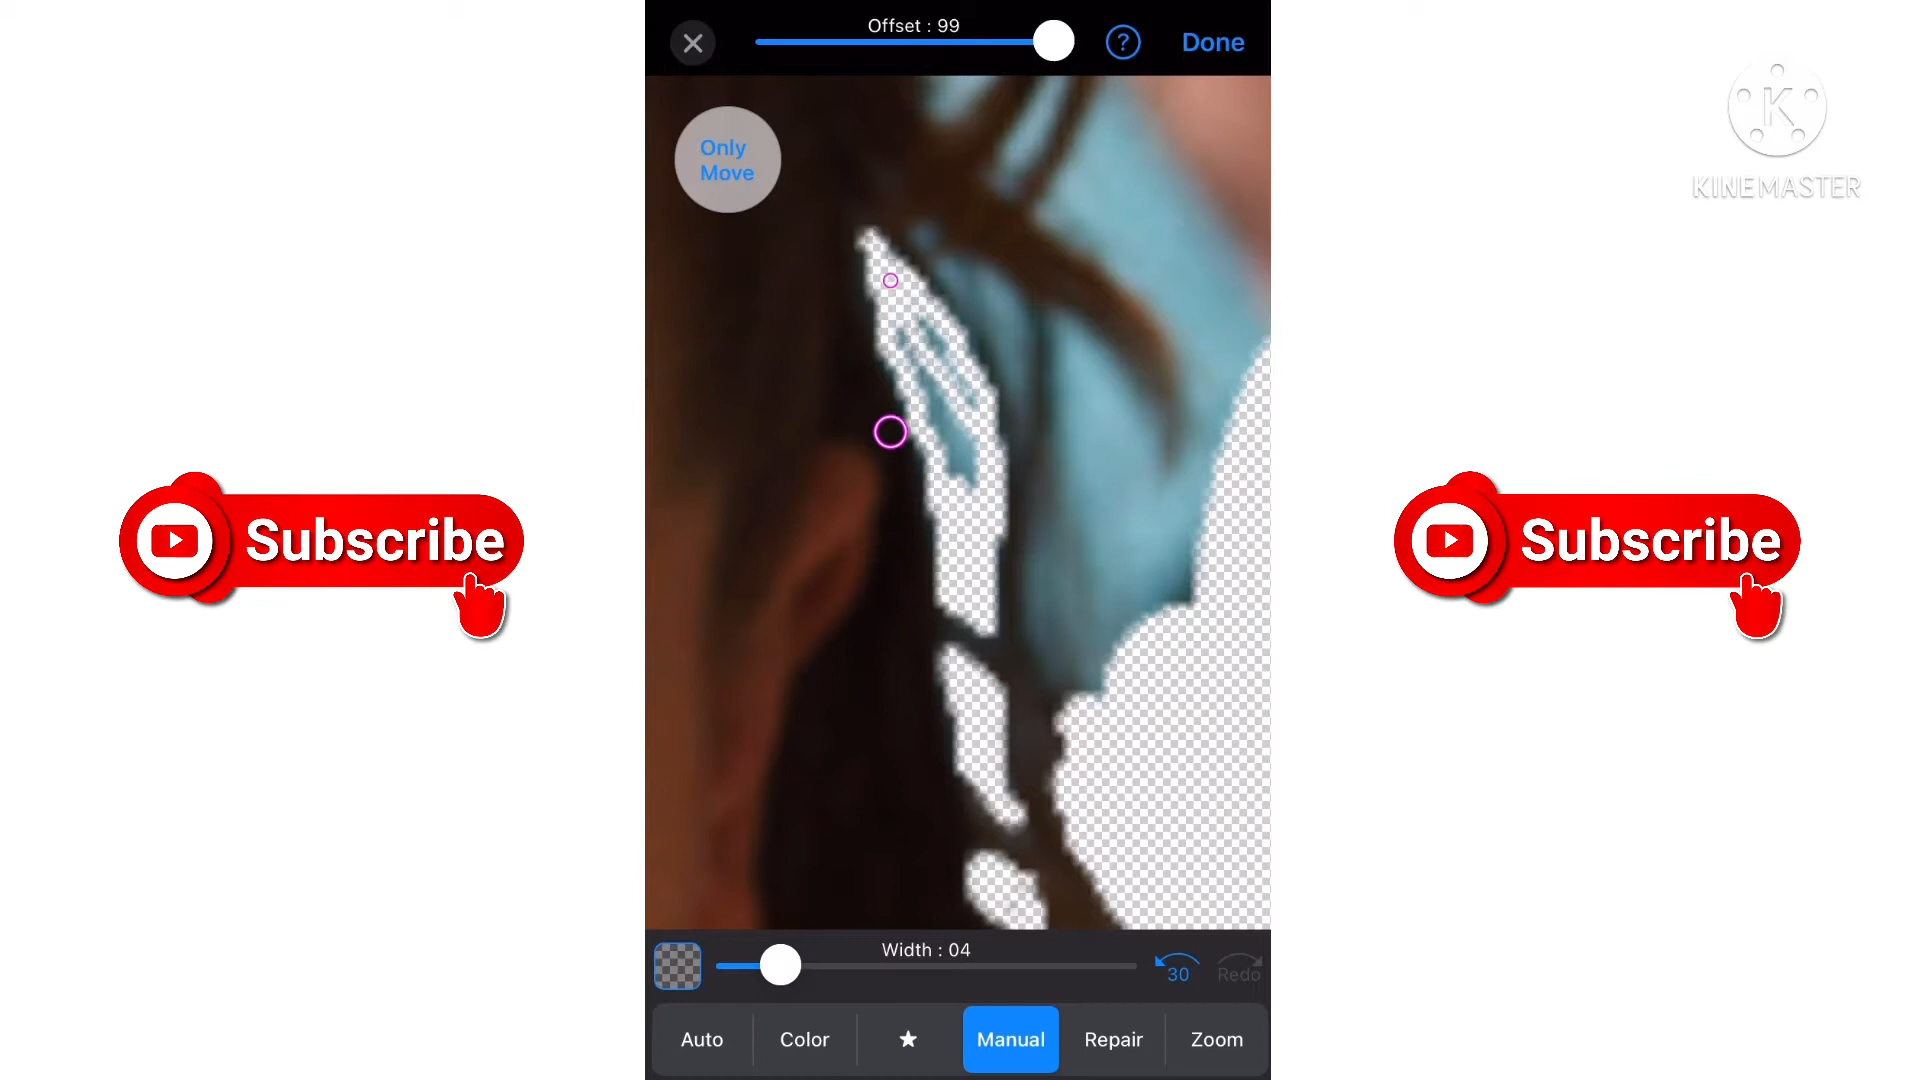 Offset : 99
?
Done
Only
Move
K
KINEMASTER
Subscribe
Subscribe
Width : 04
30
Redo
Auto
Color
★
Manual
Repair
Zoom